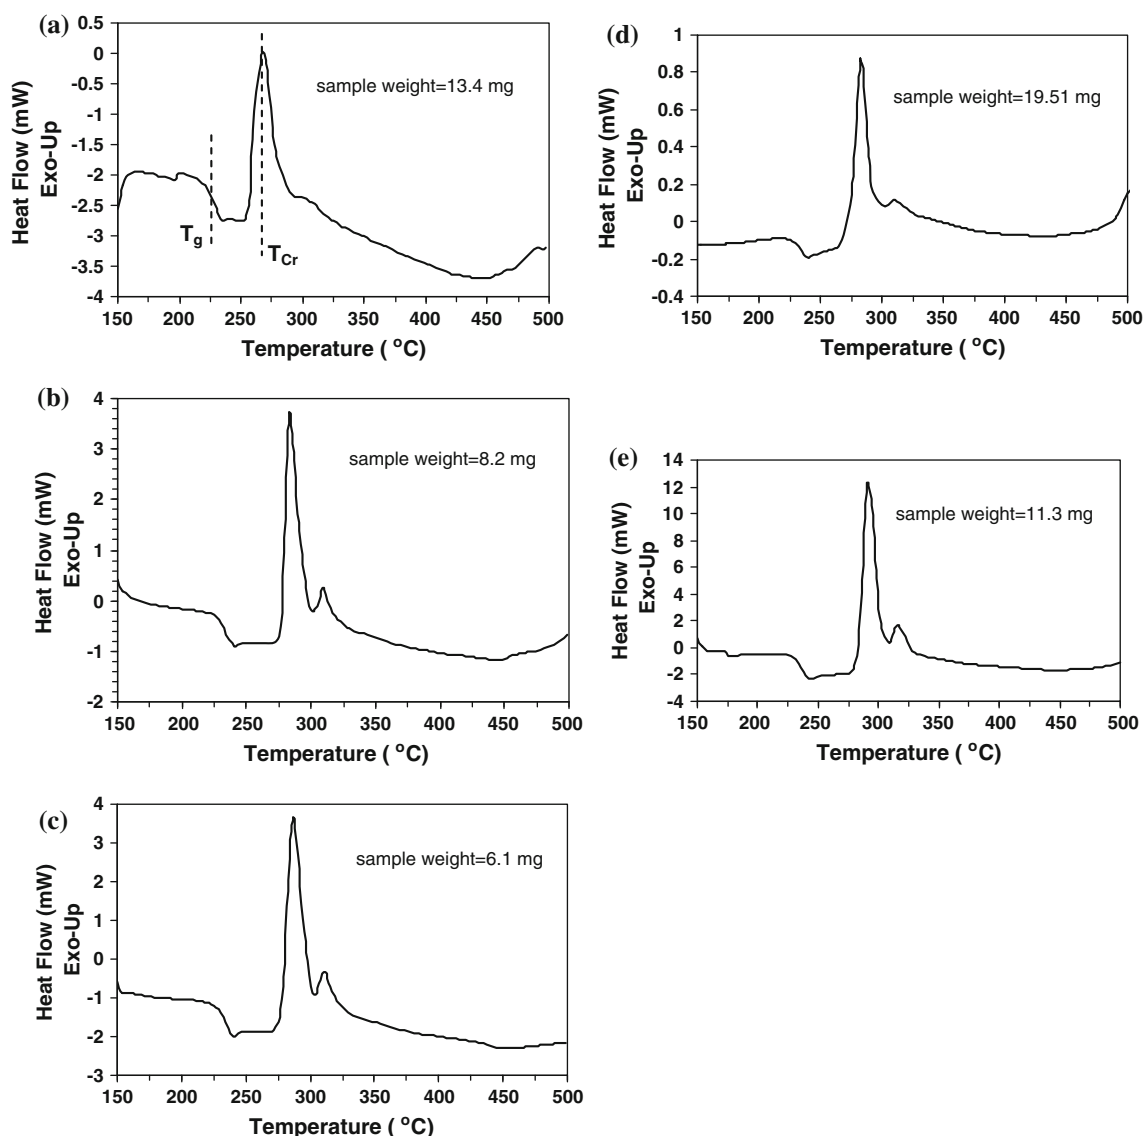 (a)
0.5
0
-0.5
-1
-1.5
-2
-2.5
-3
-3.5
-4
Heat Flow (mW)
Exo-Up
sample weight=13.4 mg
Tg
TCr
150 200 250 300 350 400 450 500
Temperature ( oC)
(b)
4
3
2
1
0
-1
-2
Heat Flow (mW)
Exo-Up
sample weight=8.2 mg
150 200 250 300 350 400 450 500
Temperature ( oC)
(c)
4
3
2
1
0
-1
-2
-3
Heat Flow (mW)
Exo-Up
sample weight=6.1 mg
150 200 250 300 350 400 450 500
Temperature ( oC)
(d)
1
0.8
0.6
0.4
0.2
0
-0.2
-0.4
Heat Flow (mW)
Exo-Up
sample weight=19.51 mg
150 200 250 300 350 400 450 500
Temperature ( oC)
(e)
14
12
10
8
6
4
2
0
-2
-4
Heat Flow (mW)
Exo-Up
sample weight=11.3 mg
150 200 250 300 350 400 450 500
Temperature ( oC)